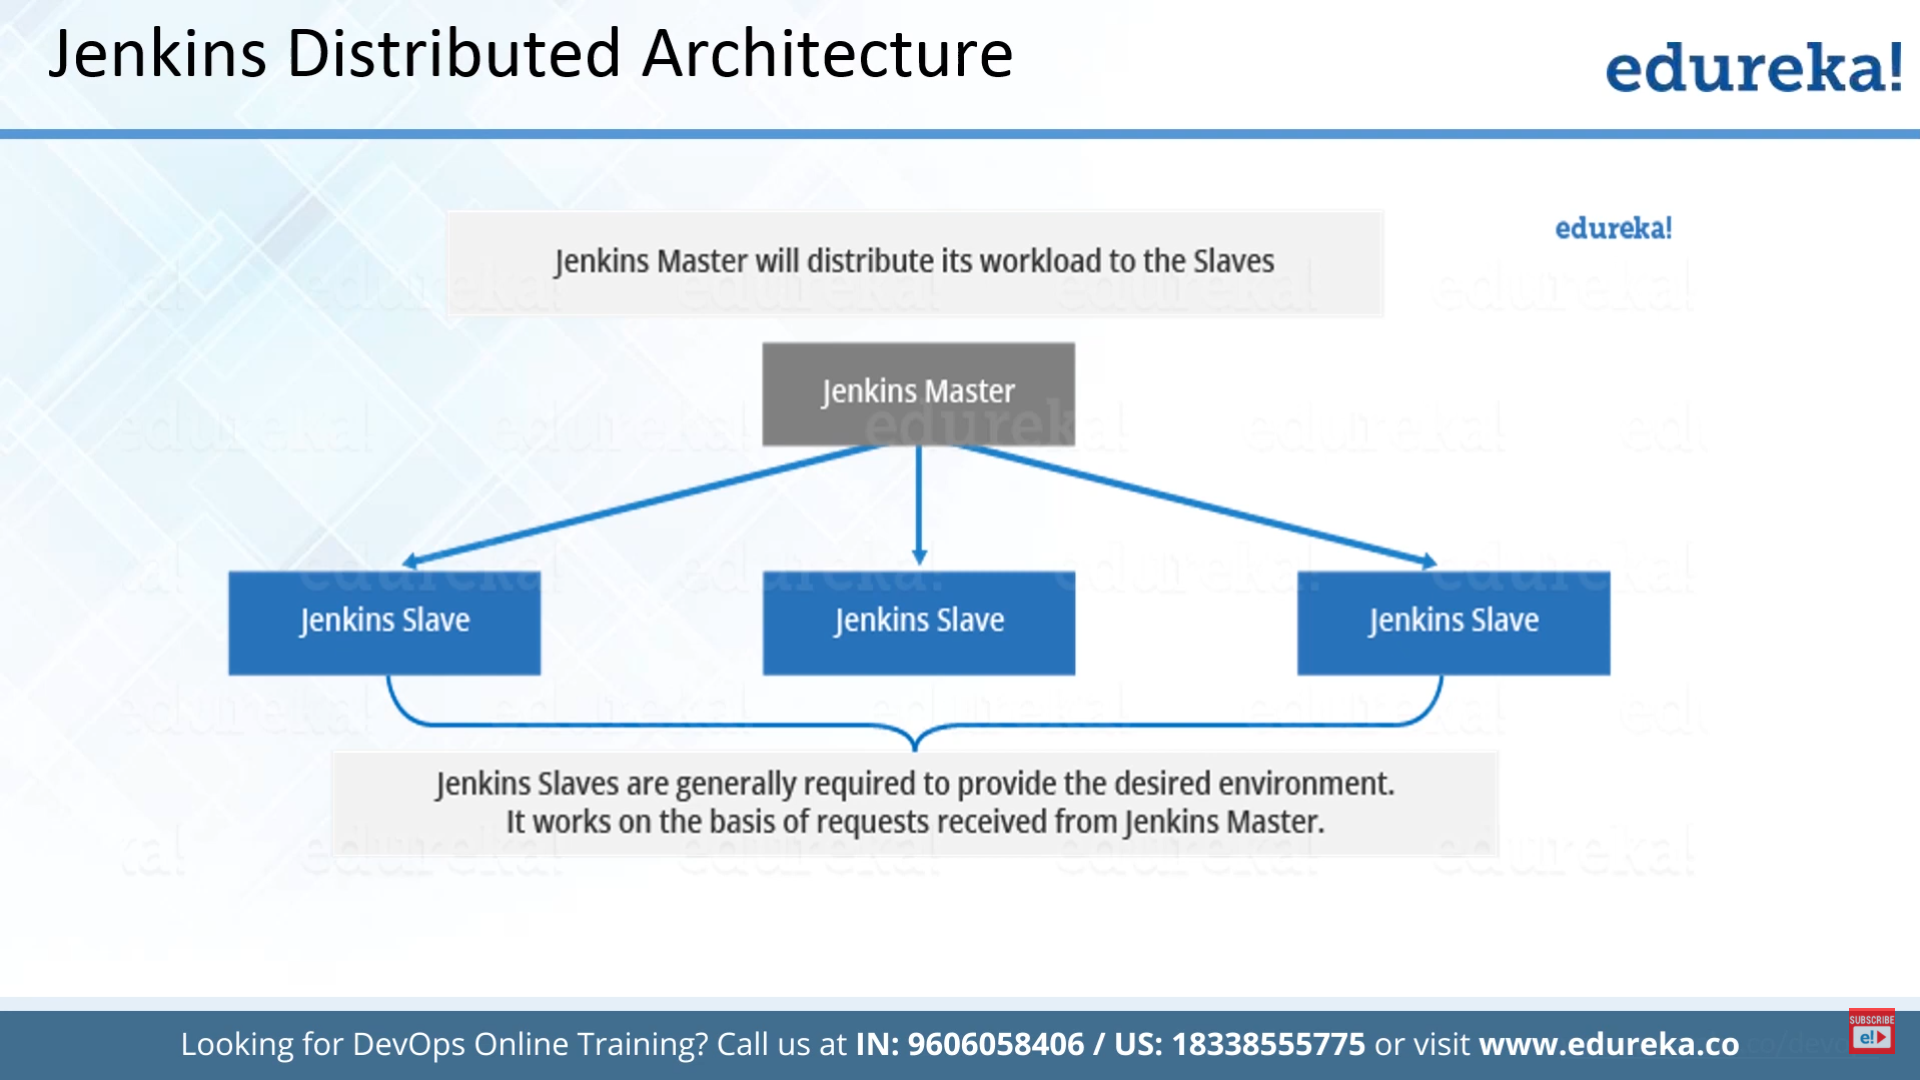 Jenkins Distributed Architecture
edureka!
edureka!
Jenkins Master will distribute its workload to the Slaves
Jenkins Master
Jenkins Slave
Jenkins Slave
Jenkins Slave
Jenkins Slaves are generally required to provide the desired environment.
It works on the basis of requests received from Jenkins Master.
Looking for DevOps Online Training? Call us at IN: 9606058406 / US: 18338555775 or visit www.edureka.co
SUBSCRIBE
e!